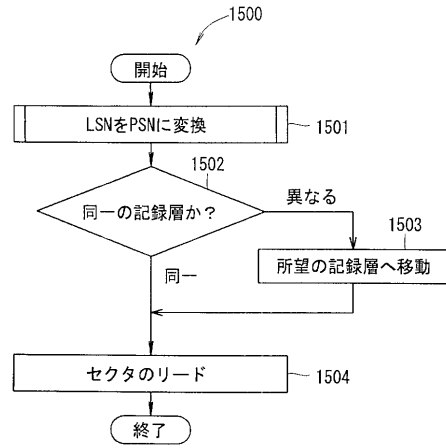 1500
開始
LSNをPSNに変換
1501
1502
同一の記録層か？
異なる
1503
所望の記録層へ移動
同一
セクタのリード
1504
終了